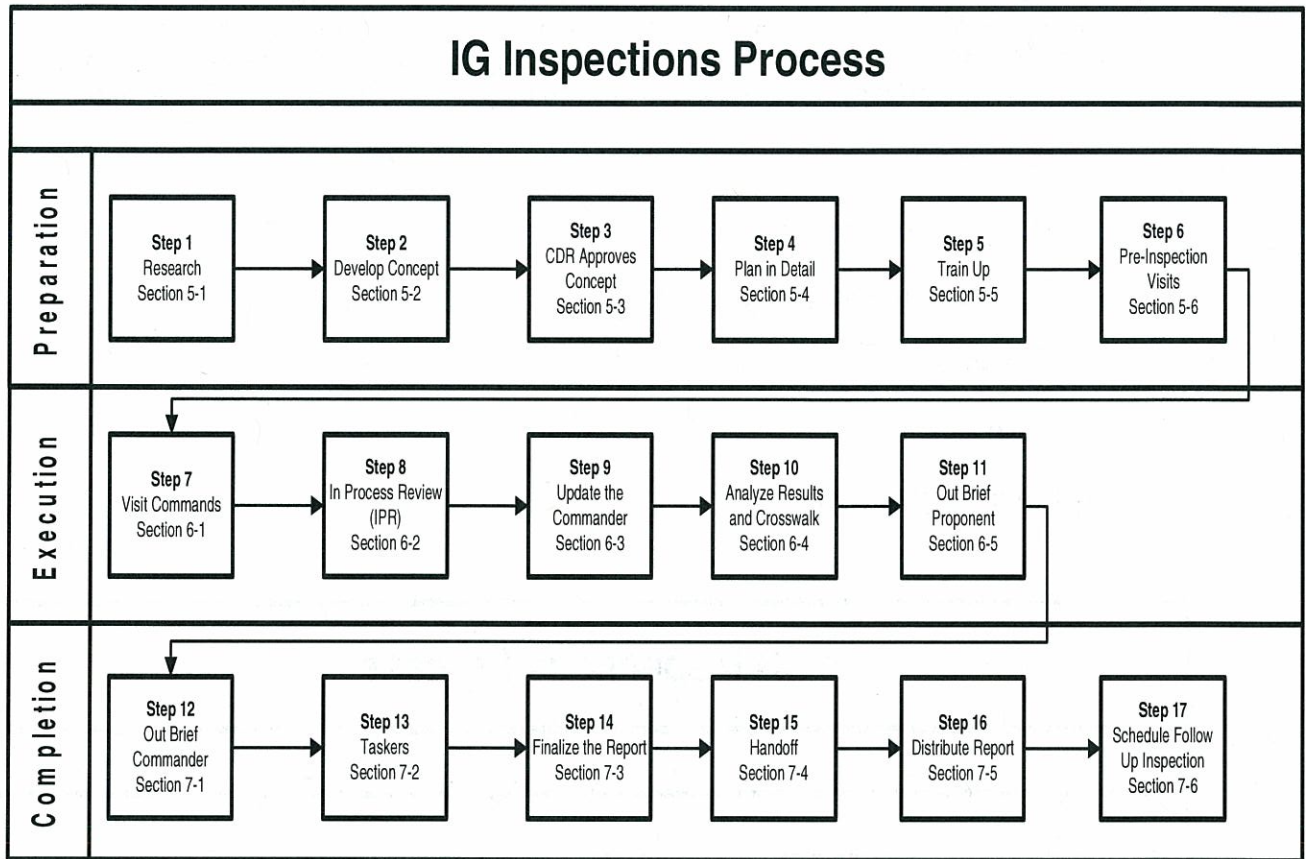 IG Inspections Process
Preparation
Step 1
Research
Section 5-1
Step 2
Develop Concept
Section 5-2
Step 3
CDR Approves
Concept
Section 5-3
Step 4
Plan in Detail
Section 5-4
Step 5
Train Up
Section 5-5
Step 6
Pre-Inspection
Visits
Section 5-6
Execution
Step 7
Visit Commands
Section 6-1
Step 8
In Process Review
(IPR)
Section 6-2
Step 9
Update the
Commander
Section 6-3
Step 10
Analyze Results
and Crosswalk
Section 6-4
Step 11
Out Brief
Proponent
Section 6-5
Completion
Step 12
Out Brief
Commander
Section 7-1
Step 13
Taskers
Section 7-2
Step 14
Finalize the Report
Section 7-3
Step 15
Handoff
Section 7-4
Step 16
Distribute Report
Section 7-5
Step 17
Schedule Follow
Up Inspection
Section 7-6